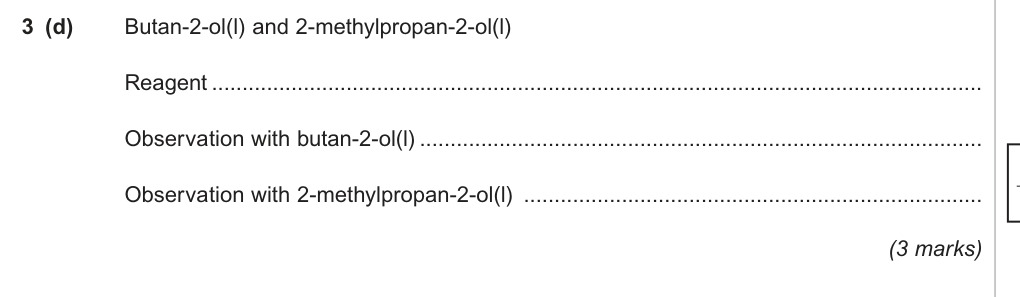 3 (d) Butan-2-ol(l) and 2-methylpropan-2-ol(l)
Reagent ................................................................................................................................
Observation with butan-2-ol(l) ..............................................................................................
Observation with 2-methylpropan-2-ol(l) ............................................................................
(3 marks)